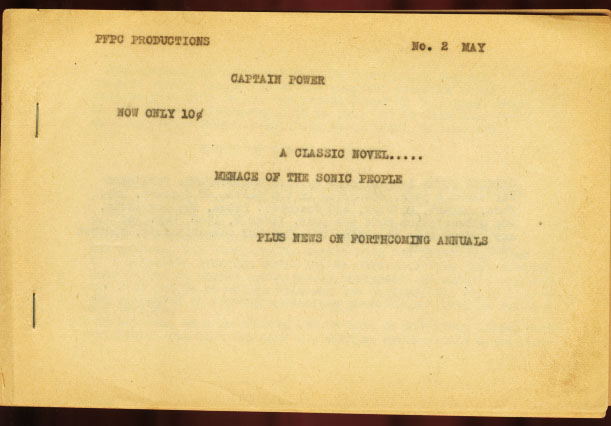 PFPC PRODUCTIONS No. 2 MAY
CAPTAIN POWER
NOW ONLY 10¢
A CLASSIC NOVEL.....
MENACE OF THE SONIC PEOPLE
PLUS NEWS ON FORTHCOMING ANNUALS